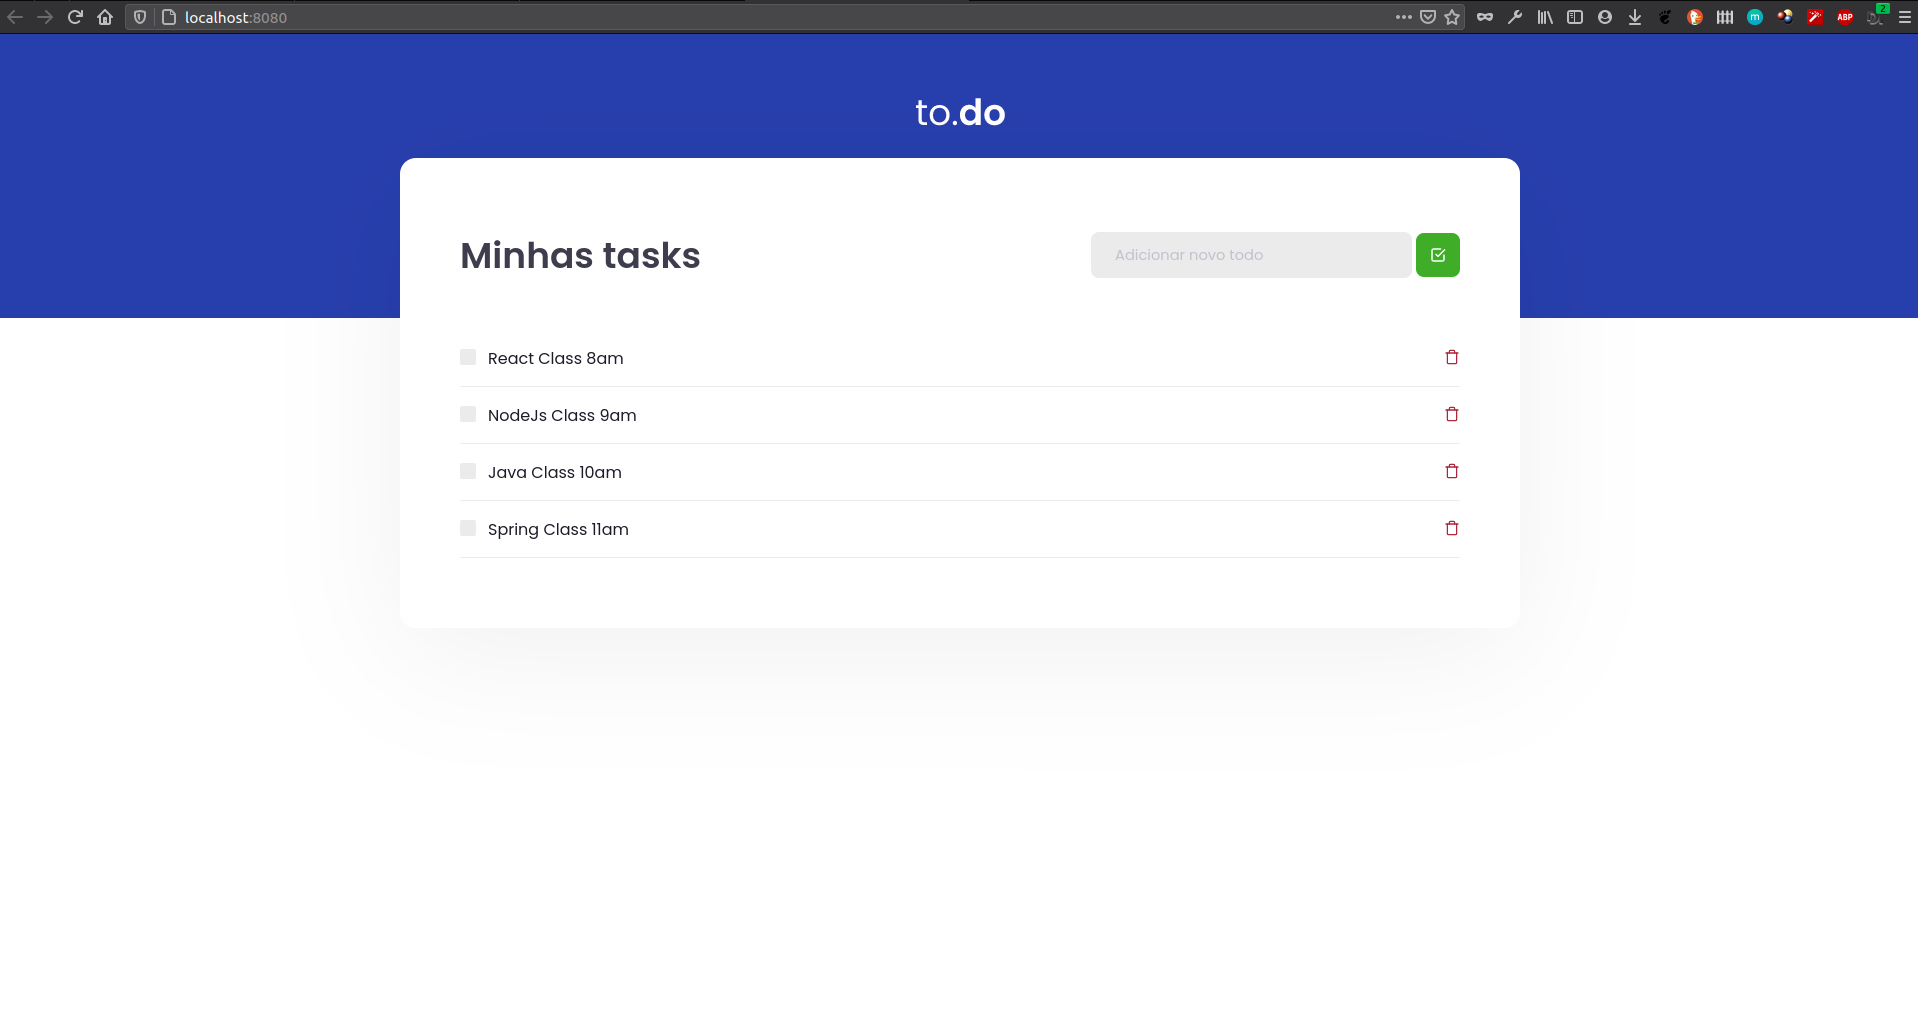 localhost:8080
m
ABP
2
to.do
Minhas tasks
Adicionar novo todo
React Class 8am
NodeJs Class 9am
Java Class 10am
Spring Class 11am